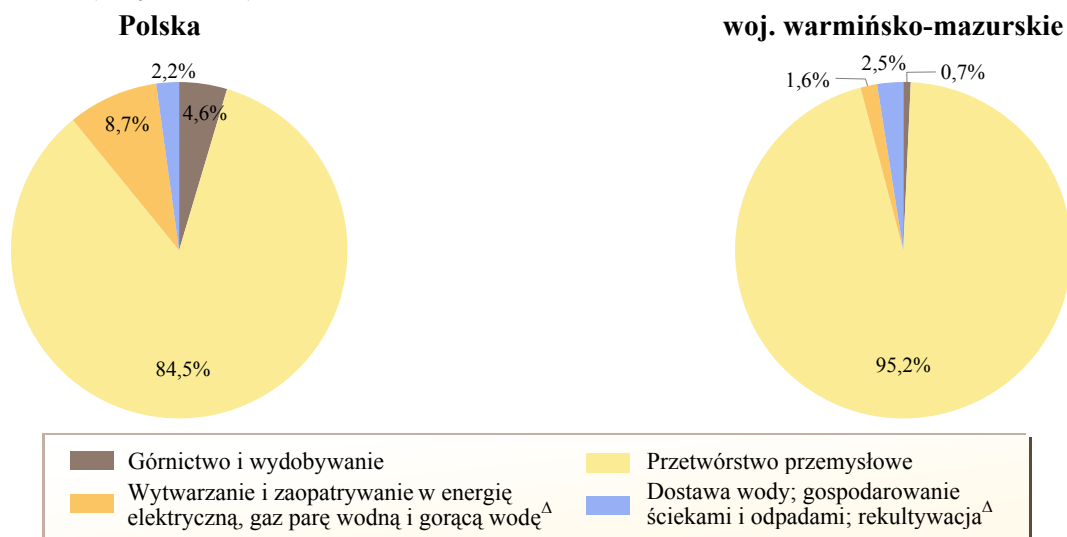 Polska
2,2%
4,6%
8,7%
84,5%
woj. warmińsko-mazurskie
2,5%
0,7%
1,6%
95,2%
Górnictwo i wydobywanie
Przetwórstwo przemysłowe
Wytwarzanie i zaopatrywanie w energię
elektryczną, gaz parę wodną i gorącą wodę^Δ
Dostawa wody; gospodarowanie
ściekami i odpadami; rekultywacja^Δ